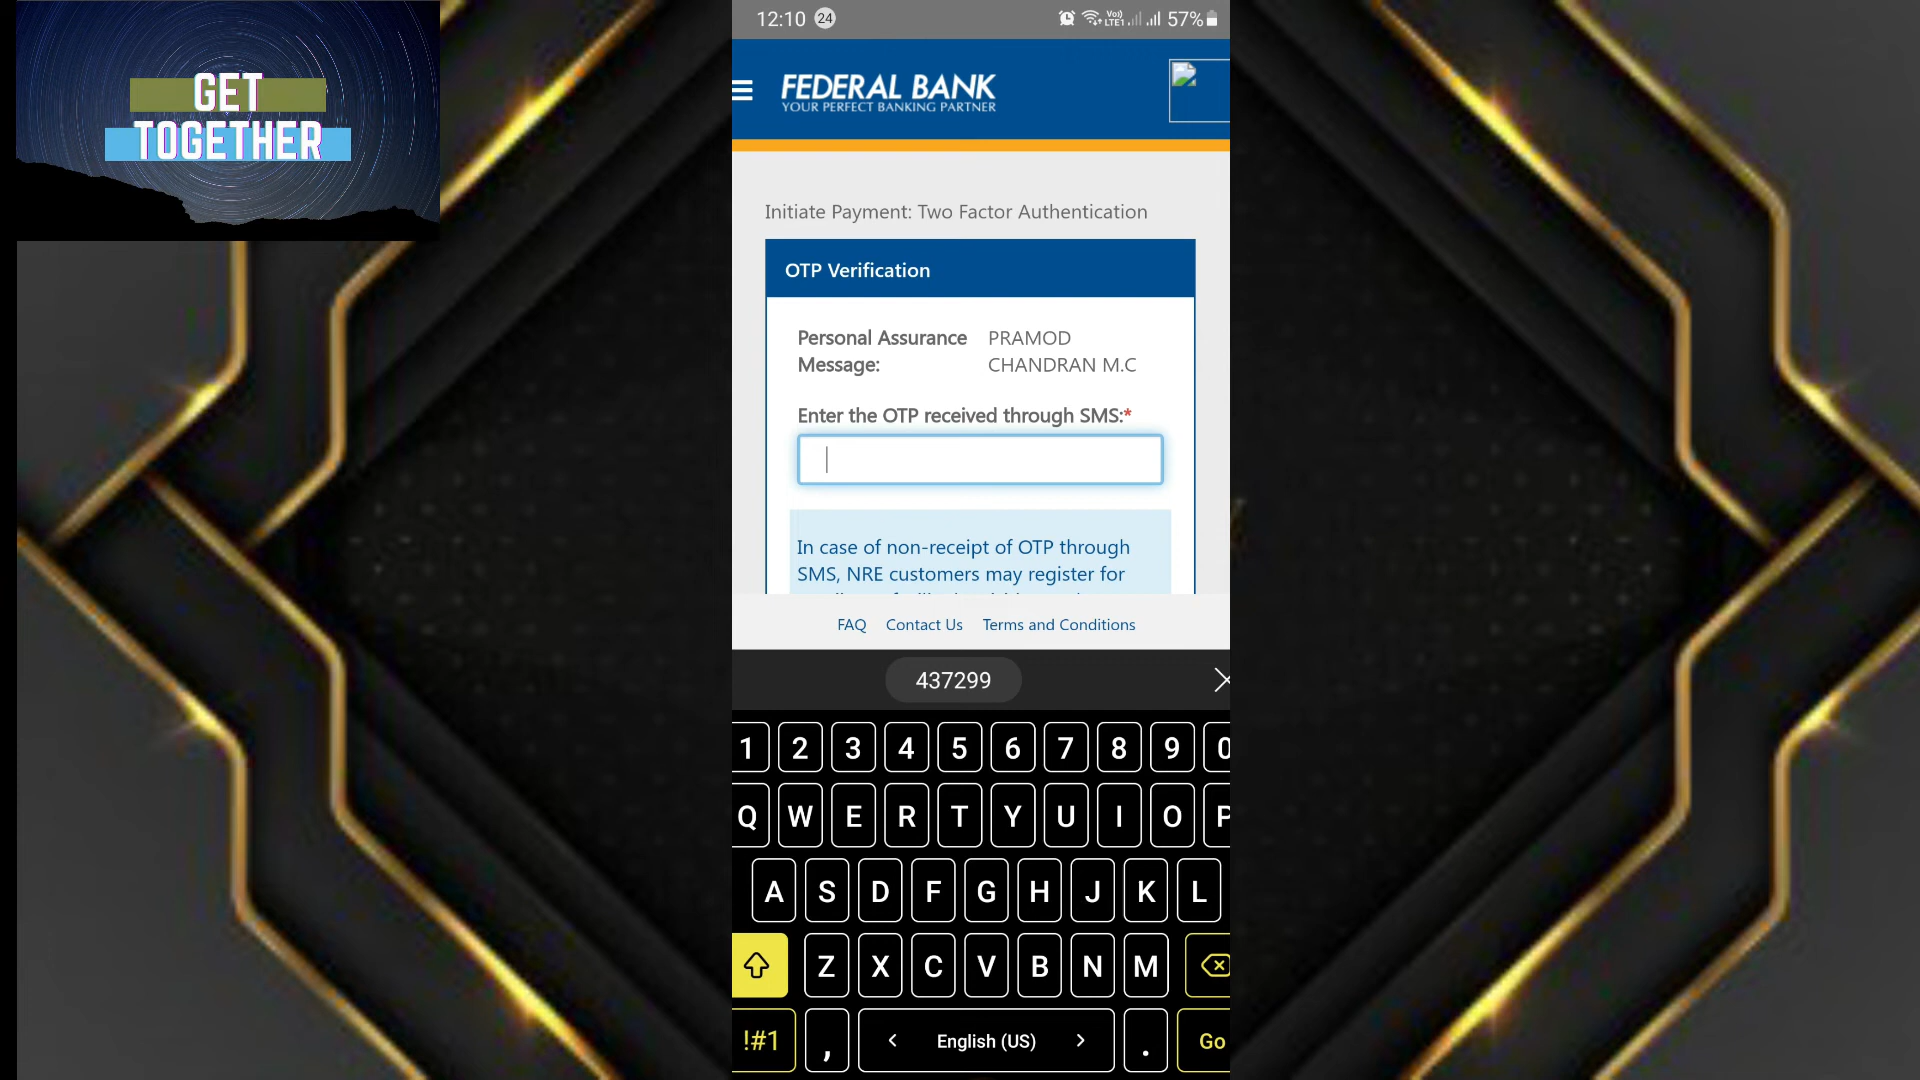 GET
TOGETHER
12:10 24
Vo)) LTE1 57%
FEDERAL BANK
YOUR PERFECT BANKING PARTNER
Initiate Payment: Two Factor Authentication
OTP Verification
Personal Assurance Message: PRAMOD CHANDRAN M.C
Enter the OTP received through SMS:*
In case of non-receipt of OTP through
SMS, NRE customers may register for
FAQ Contact Us Terms and Conditions
437299
1 2 3 4 5 6 7 8 9 0
Q W E R T Y U I O P
A S D F G H J K L
Z X C V B N M
!#1 , < English (US) > . Go